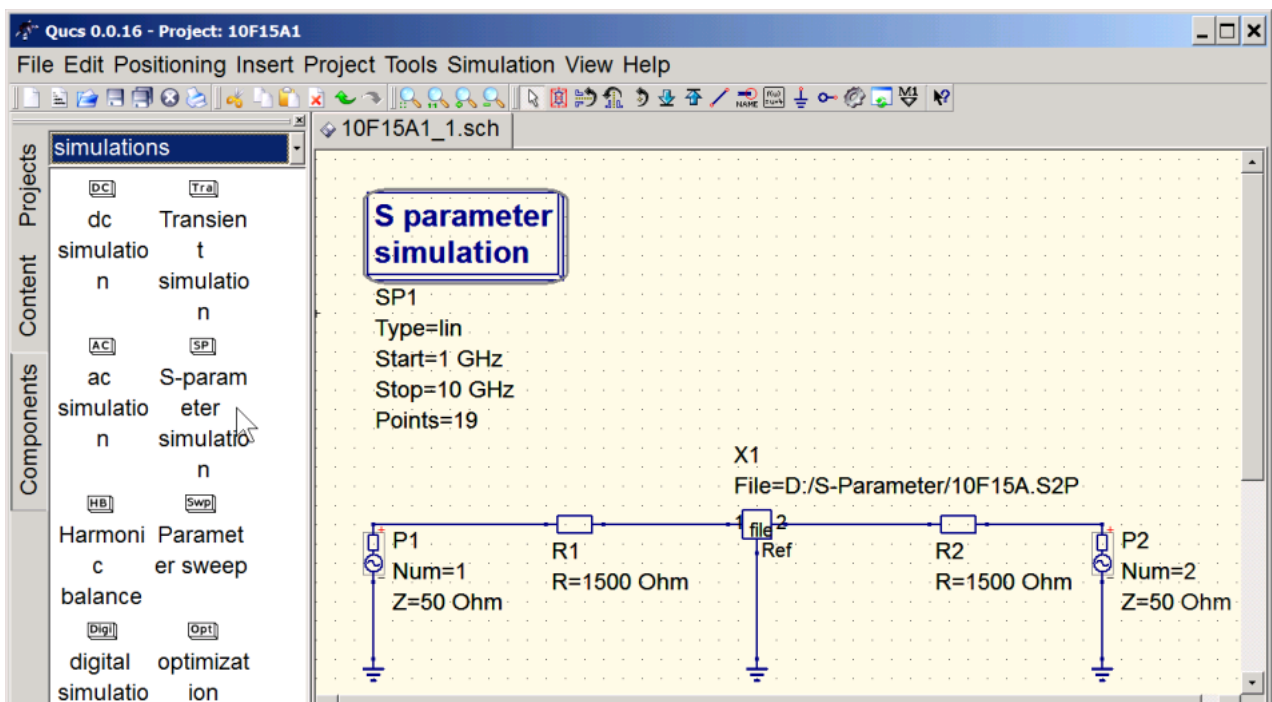 Qucs 0.0.16 - Project: 10F15A1
File Edit Positioning Insert Project Tools Simulation View Help
NAME
M1
10F15A1_1.sch
Projects
Content
Components
simulations
DC
dc
simulatio
n
Tra
Transien
t
simulatio
n
AC
ac
simulatio
n
SP
S-param
eter
simulatio
n
HB
Harmoni
c
balance
Swp
Paramet
er sweep
Digi
digital
simulatio
Opt
optimizat
ion
S parameter
simulation
SP1
Type=lin
Start=1 GHz
Stop=10 GHz
Points=19
X1
File=D:/S-Parameter/10F15A.S2P
1 file 2
Ref
P1
Num=1
Z=50 Ohm
R1
R=1500 Ohm
R2
R=1500 Ohm
P2
Num=2
Z=50 Ohm